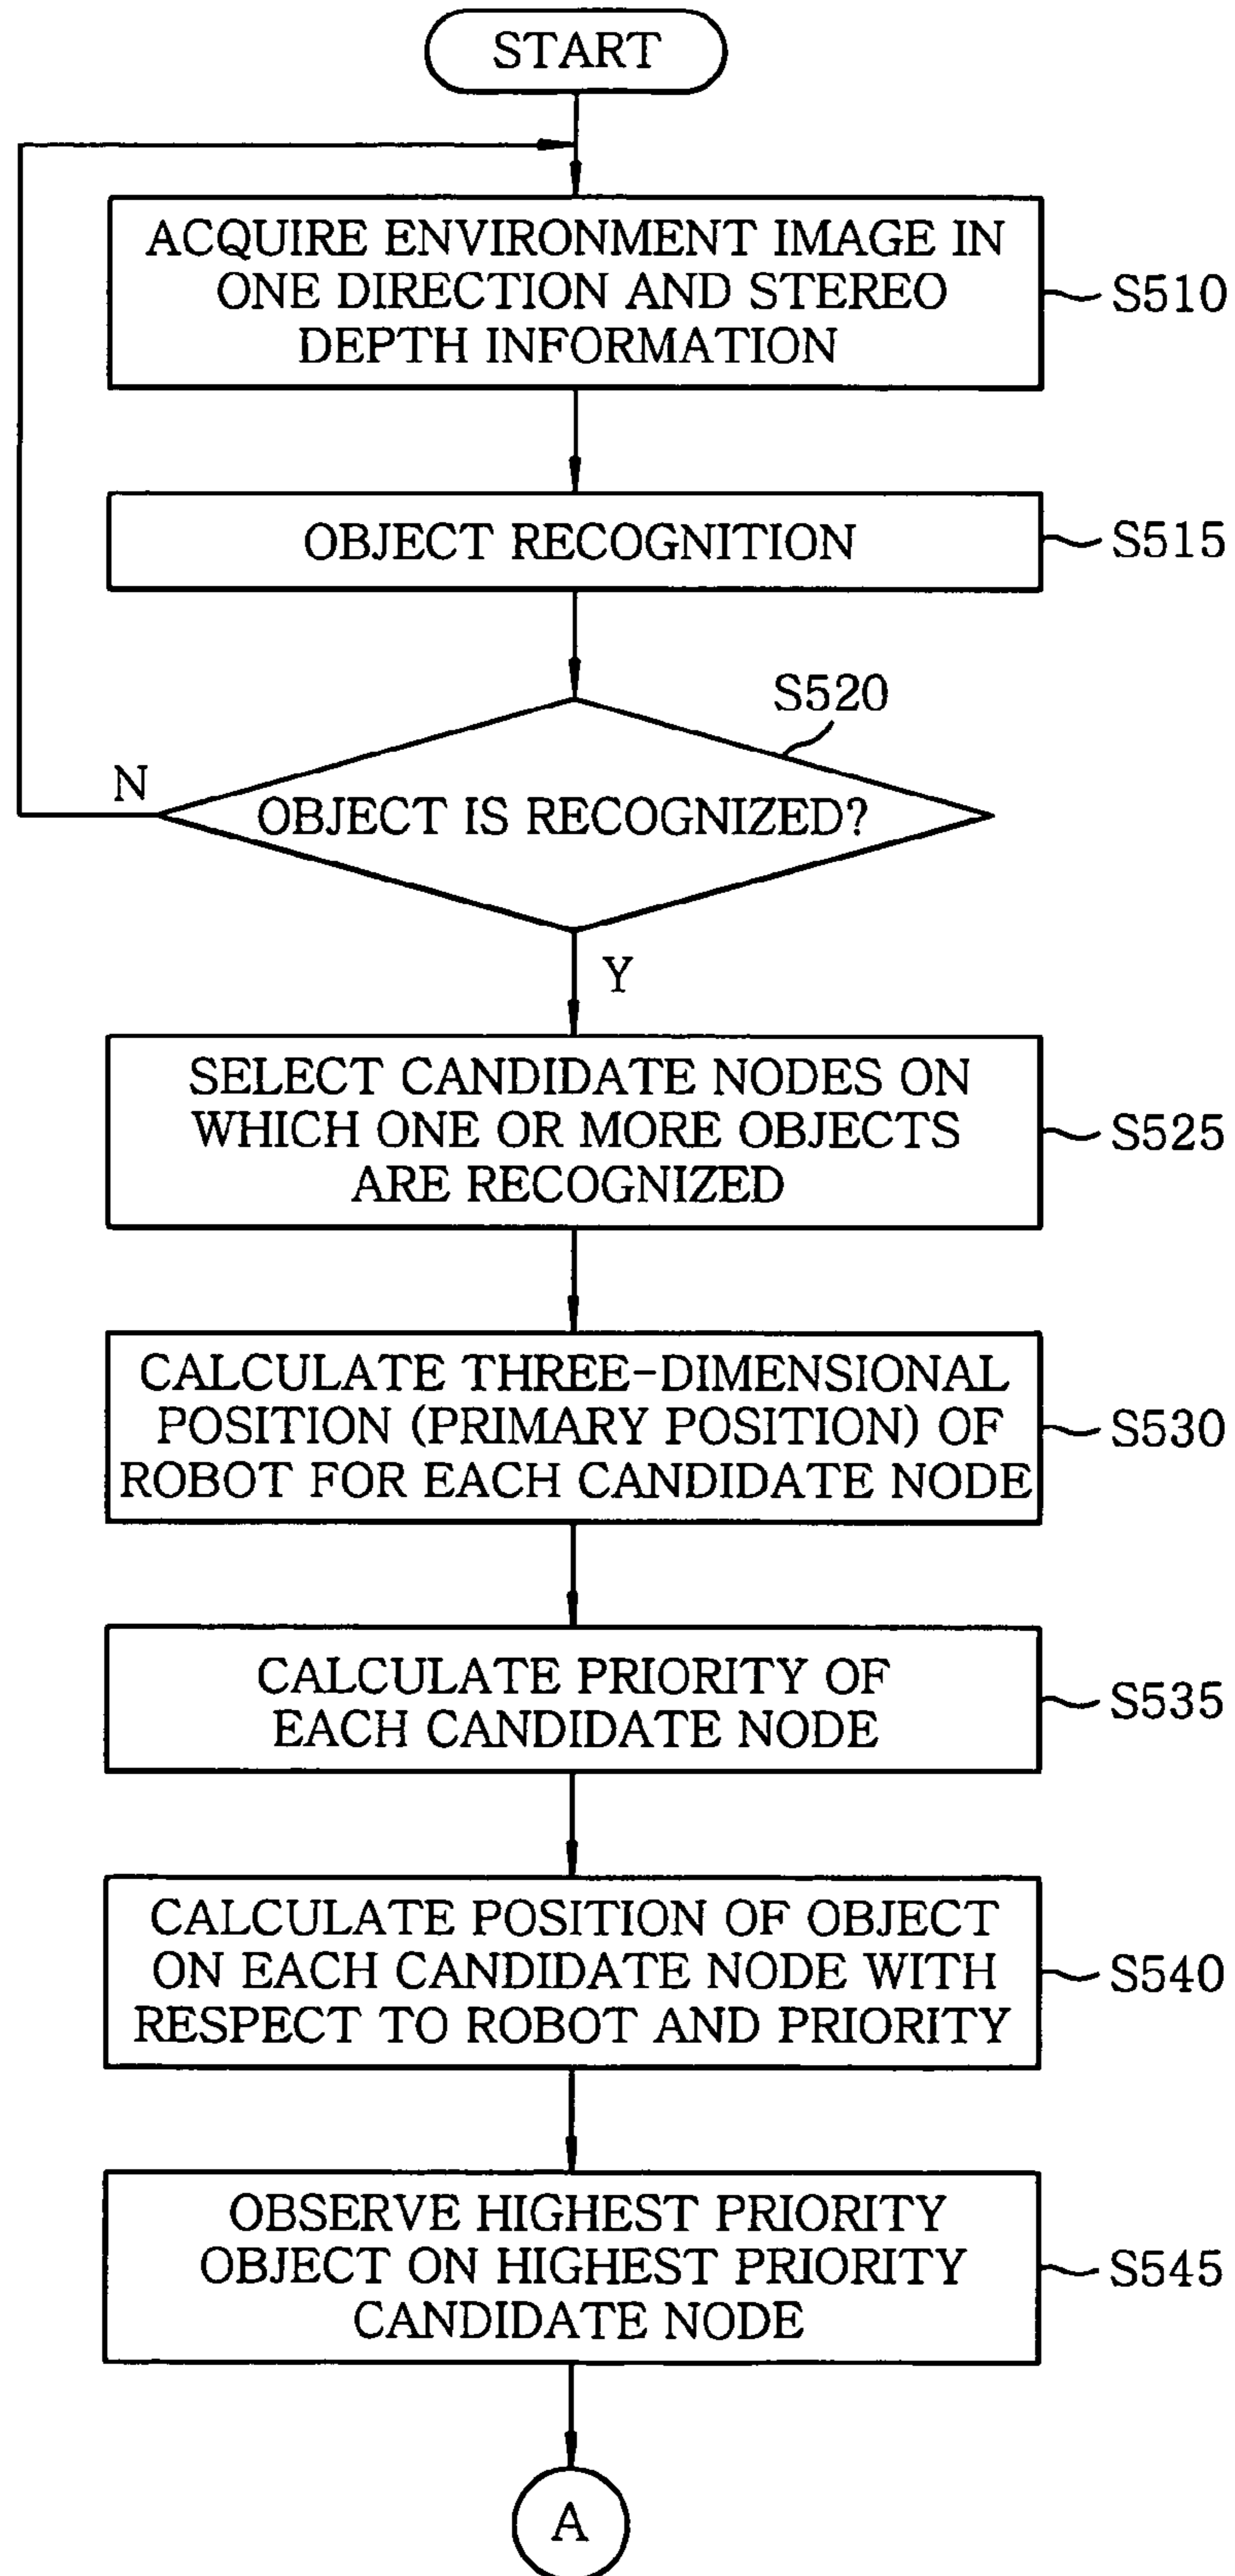 START
ACQUIRE ENVIRONMENT IMAGE IN
ONE DIRECTION AND STEREO
DEPTH INFORMATION
S510
OBJECT RECOGNITION
S515
S520
N
OBJECT IS RECOGNIZED?
Y
SELECT CANDIDATE NODES ON
WHICH ONE OR MORE OBJECTS
ARE RECOGNIZED
S525
CALCULATE THREE-DIMENSIONAL
POSITION (PRIMARY POSITION) OF
ROBOT FOR EACH CANDIDATE NODE
S530
CALCULATE PRIORITY OF
EACH CANDIDATE NODE
S535
CALCULATE POSITION OF OBJECT
ON EACH CANDIDATE NODE WITH
RESPECT TO ROBOT AND PRIORITY
S540
OBSERVE HIGHEST PRIORITY
OBJECT ON HIGHEST PRIORITY
CANDIDATE NODE
S545
A